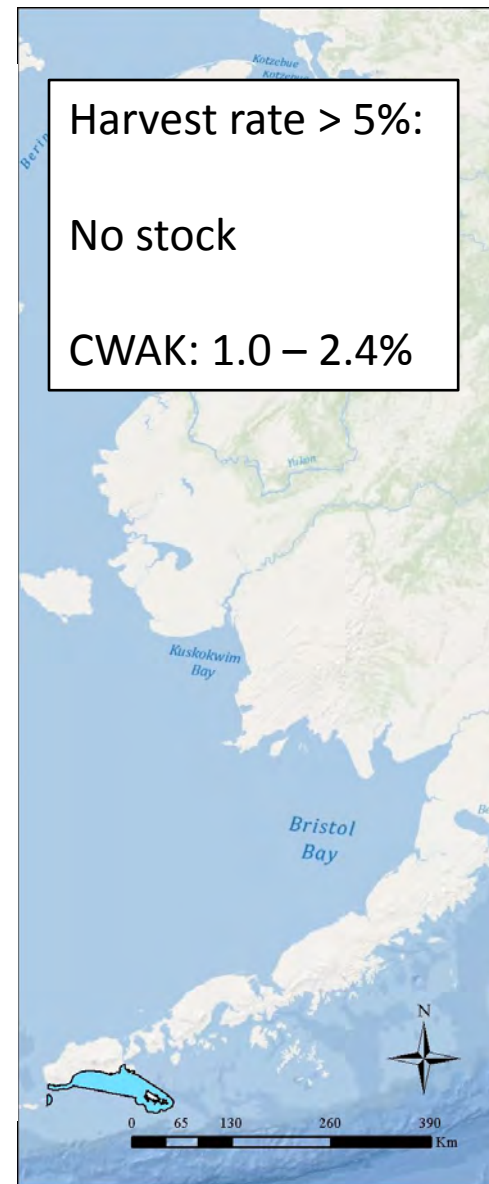 Kotzebue
Harvest rate > 5%:
No stock
CWAK: 1.0 – 2.4%
Yukon
Kuskokwim
Bay
Bristol
Bay
N
0 65 130 260 390
Km